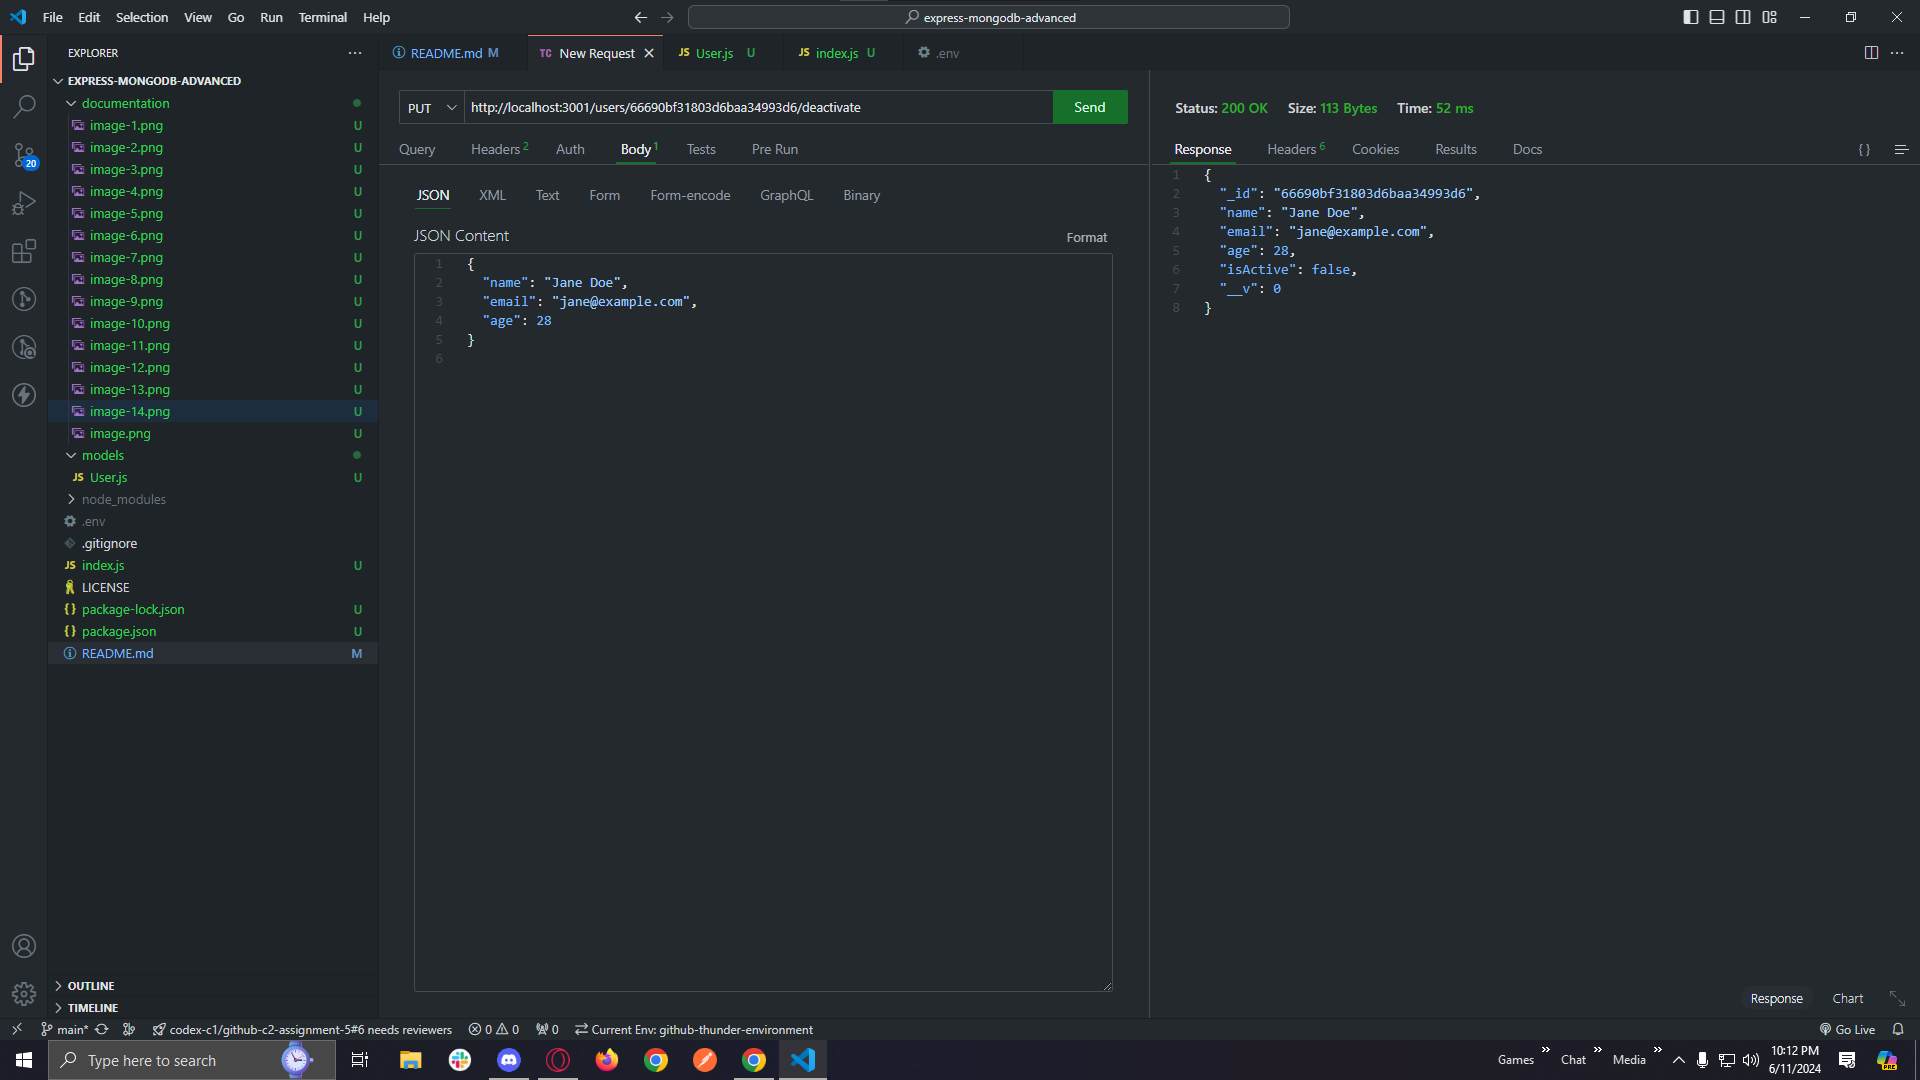 File Edit Selection View Go Run Terminal Help
express-mongodb-advanced
EXPLORER
EXPRESS-MONGODB-ADVANCED
documentation
image-1.png U
image-2.png U
image-3.png U
image-4.png U
image-5.png U
image-6.png U
image-7.png U
image-8.png U
image-9.png U
image-10.png U
image-11.png U
image-12.png U
image-13.png U
image-14.png U
image.png U
models
JS User.js U
node_modules
.env
.gitignore
JS index.js U
LICENSE
{} package-lock.json U
{} package.json U
README.md M
OUTLINE
TIMELINE
20
README.md M
TC New Request
JS User.js U
JS index.js U
.env
PUT http://localhost:3001/users/66690bf31803d6baa34993d6/deactivate Send
Query Headers 2 Auth Body 1 Tests Pre Run
JSON XML Text Form Form-encode GraphQL Binary
JSON Content Format
1 {
2 "name": "Jane Doe",
3 "email": "jane@example.com",
4 "age": 28
5 }
6
Status: 200 OK Size: 113 Bytes Time: 52 ms
Response Headers 6 Cookies Results Docs {}
1 {
2 "_id": "66690bf31803d6baa34993d6",
3 "name": "Jane Doe",
4 "email": "jane@example.com",
5 "age": 28,
6 "isActive": false,
7 "__v": 0
8 }
Response Chart
main* codex-c1/github-c2-assignment-5#6 needs reviewers 0 0 0 Current Env: github-thunder-environment Go Live
Type here to search
Games Chat Media
10:12 PM
6/11/2024
PRE